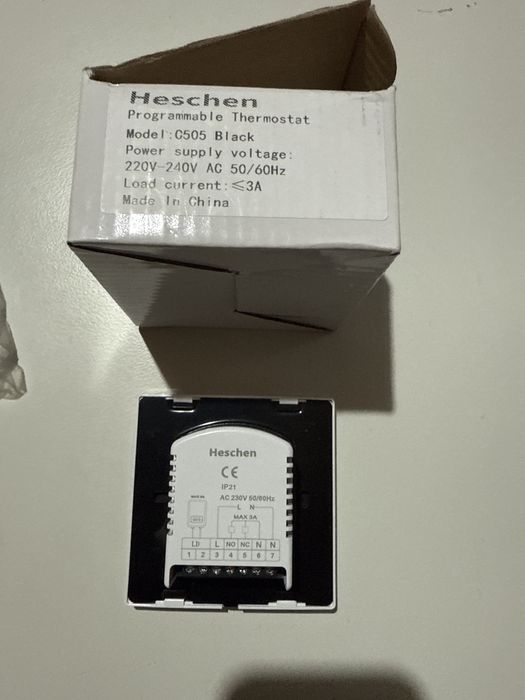 Heschen
Programmable Thermostat
Model:C505 Black
Power supply voltage:
220V-240V AC 50/60Hz
Load current:≤3A
Made In China
Heschen
CE
IP21
AC 230V 50/60Hz
L N
MAX 3A
LD L NO NC N N
1 2 3 4 5 6 7